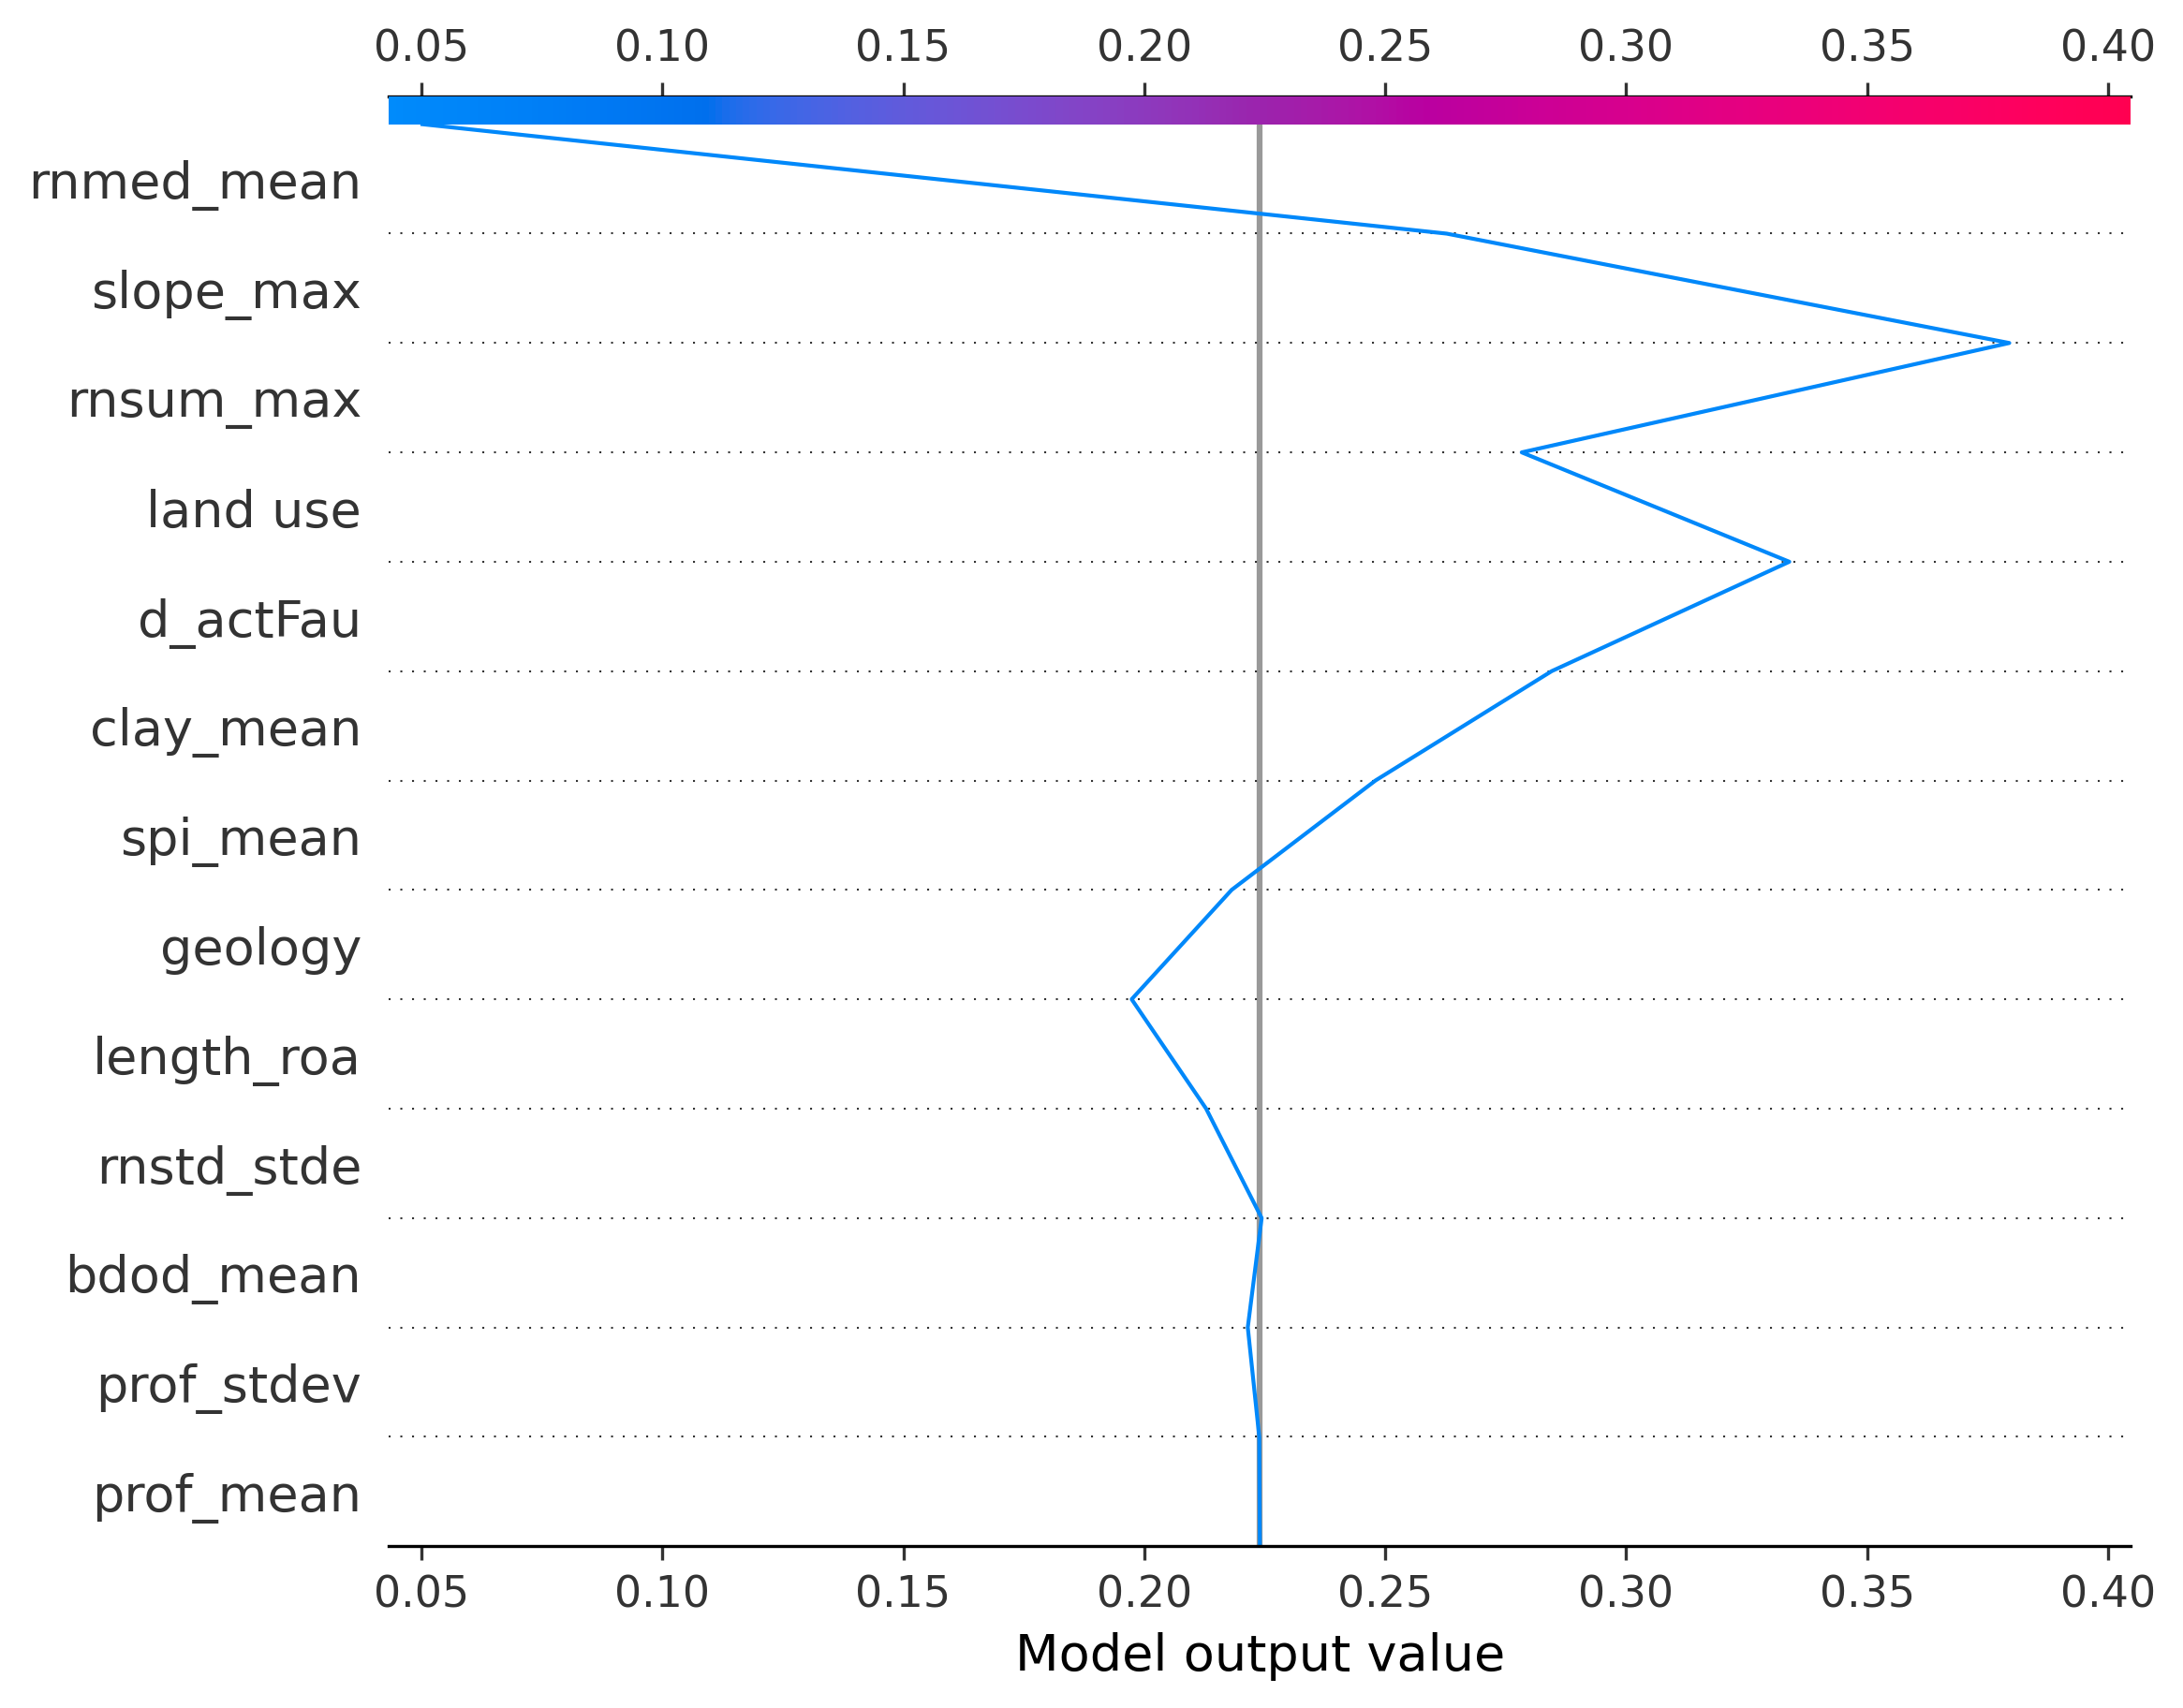 0.05 0.10 0.15 0.20 0.25 0.30 0.35 0.40
rnmed_mean
slope_max
rnsum_max
land use
d_actFau
clay_mean
spi_mean
geology
length_roa
rnstd_stde
bdod_mean
prof_stdev
prof_mean
0.05 0.10 0.15 0.20 0.25 0.30 0.35 0.40
Model output value